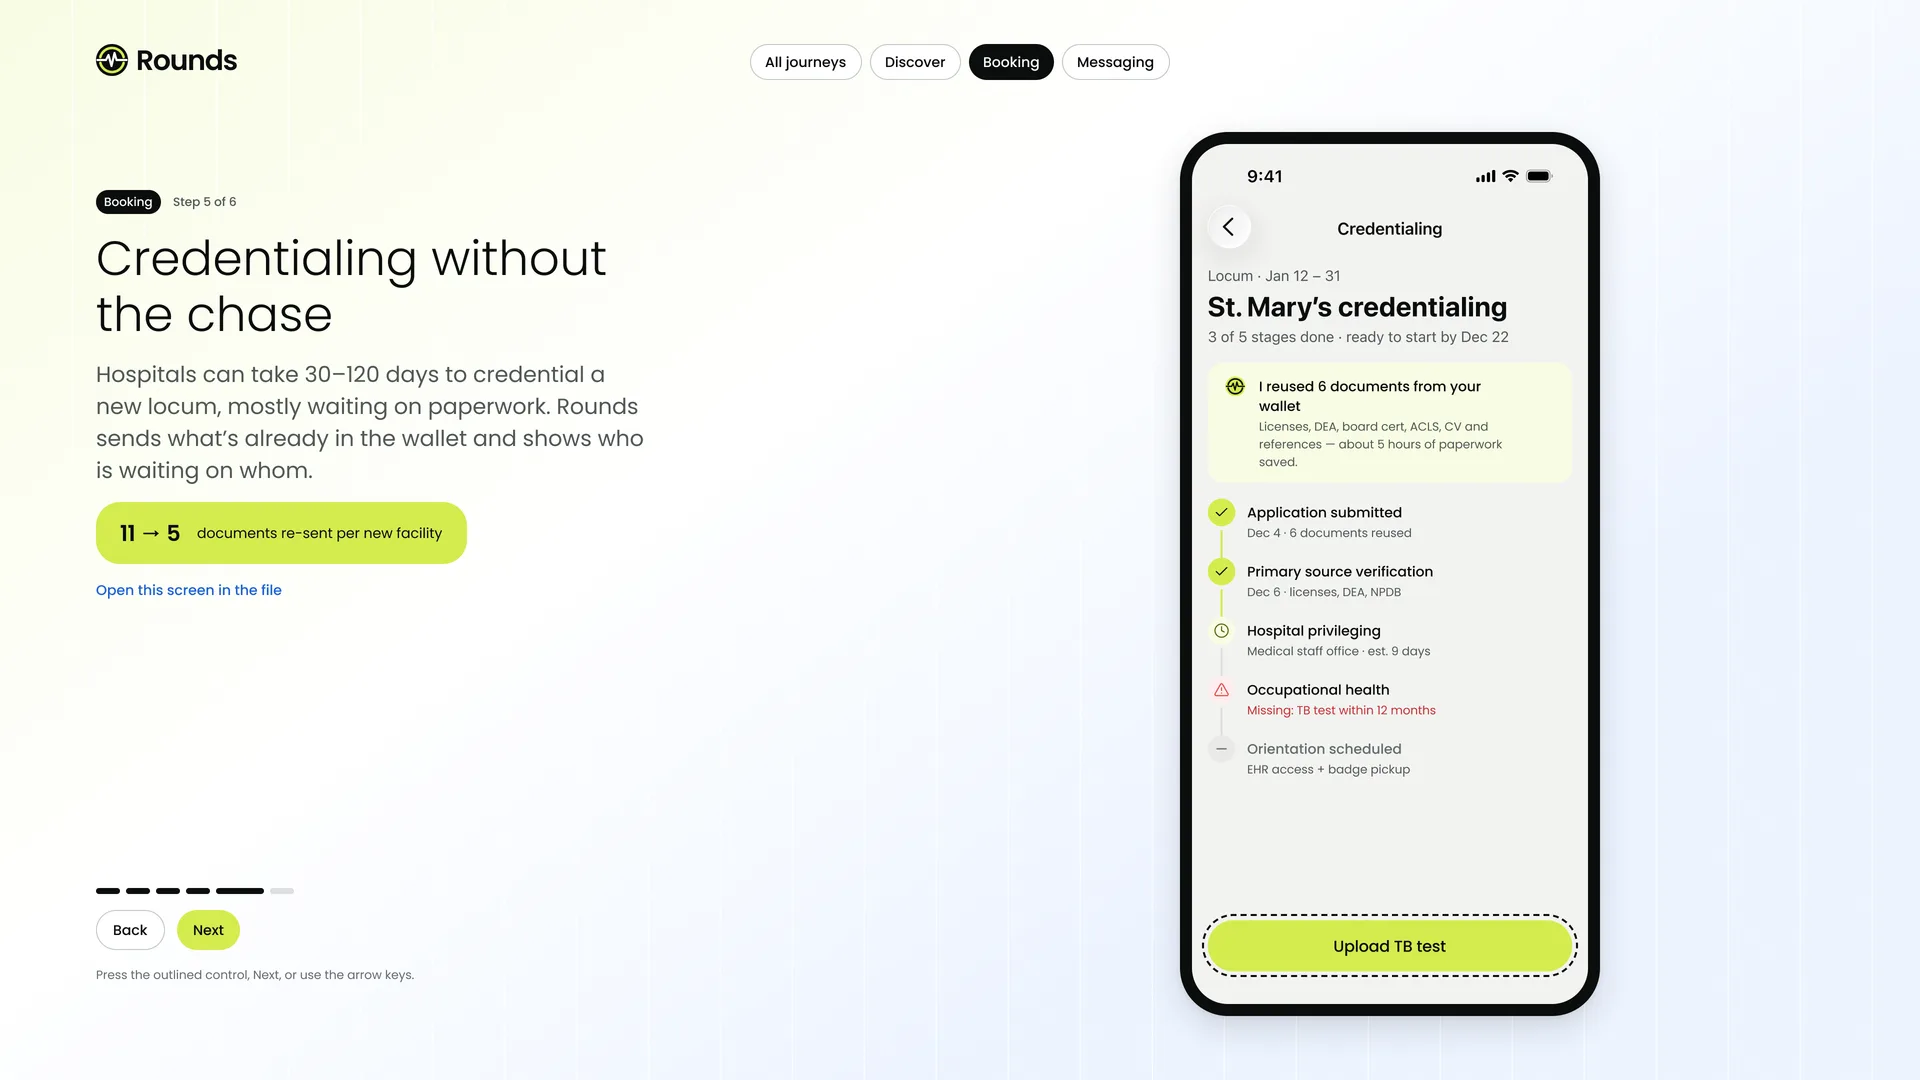 Rounds
All journeys
Discover
Booking
Messaging
Booking
Step 5 of 6
Credentialing without
the chase
Hospitals can take 30–120 days to credential a
new locum, mostly waiting on paperwork. Rounds
sends what’s already in the wallet and shows who
is waiting on whom.
11 → 5 documents re-sent per new facility
Open this screen in the file
Back
Next
Press the outlined control, Next, or use the arrow keys.
9:41
Credentialing
Locum · Jan 12 – 31
St. Mary’s credentialing
3 of 5 stages done · ready to start by Dec 22
I reused 6 documents from your
wallet
Licenses, DEA, board cert, ACLS, CV and
references — about 5 hours of paperwork
saved.
Application submitted
Dec 4 · 6 documents reused
Primary source verification
Dec 6 · licenses, DEA, NPDB
Hospital privileging
Medical staff office · est. 9 days
Occupational health
Missing: TB test within 12 months
Orientation scheduled
EHR access + badge pickup
Upload TB test